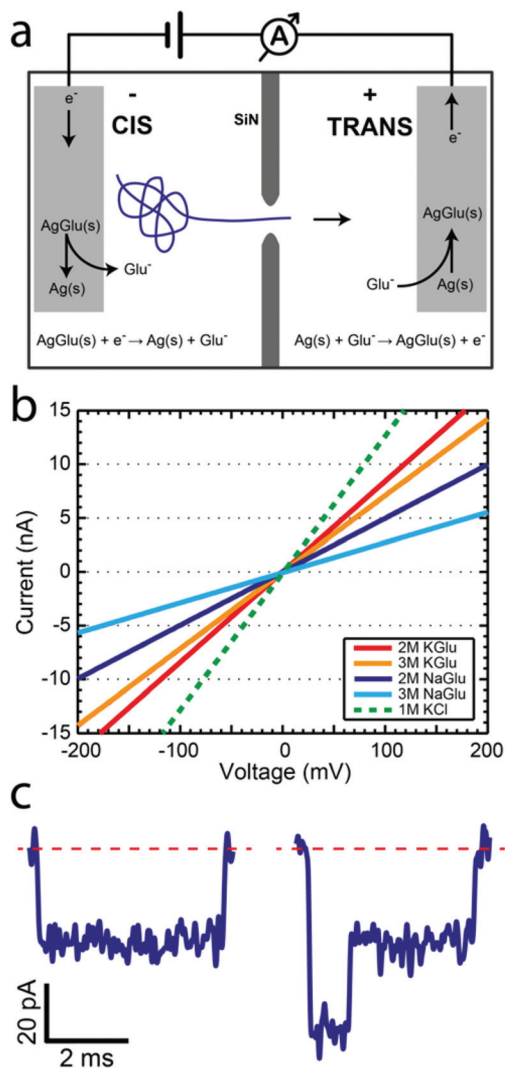 a
A
e⁻
-
CIS
SiN
+
TRANS
e⁻
AgGlu(s)
Glu⁻
Ag(s)
AgGlu(s)
Glu⁻
Ag(s)
AgGlu(s) + e⁻ → Ag(s) + Glu⁻
Ag(s) + Glu⁻ → AgGlu(s) + e⁻
b
15
10
5
0
-5
-10
-15
Current (nA)
2M KGlu
3M KGlu
2M NaGlu
3M NaGlu
1M KCl
-200 -100 0 100 200
Voltage (mV)
c
20 pA
2 ms